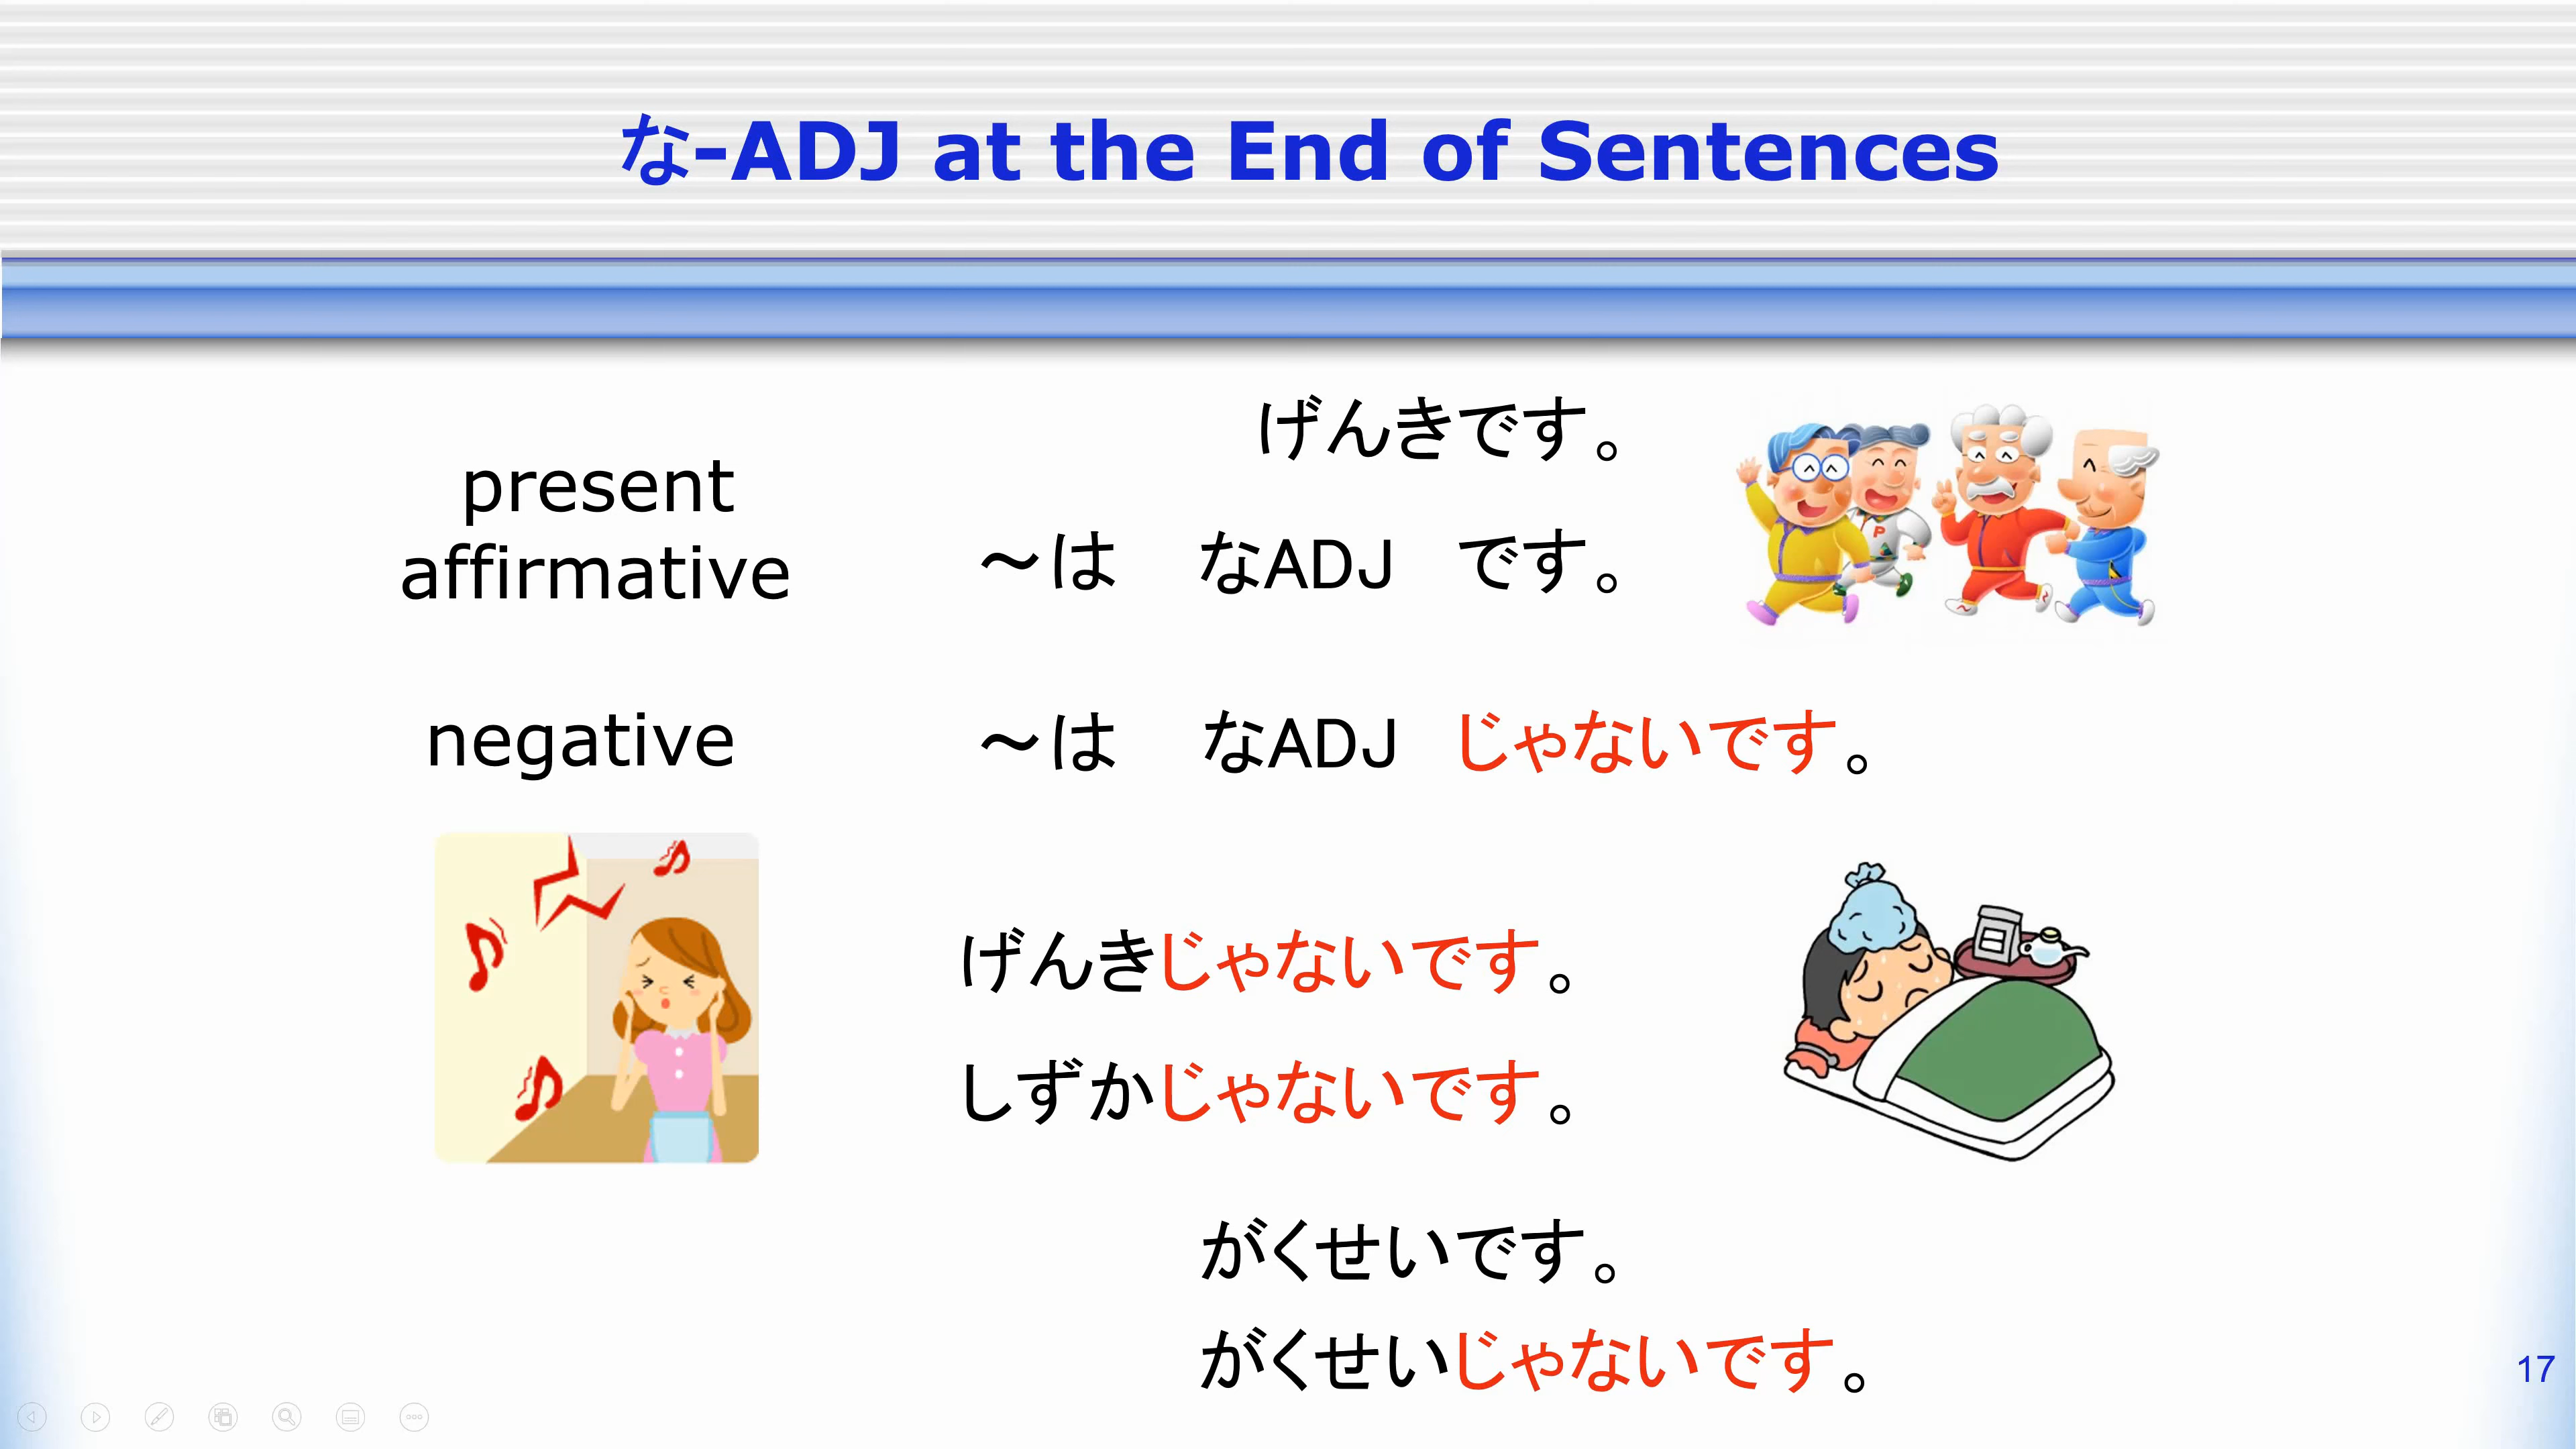 な-ADJ at the End of Sentences
げんきです。
present
affirmative
～は なADJ です。
negative
～は なADJ じゃないです。
げんきじゃないです。
しずかじゃないです。
がくせいです。
がくせいじゃないです。
17
P